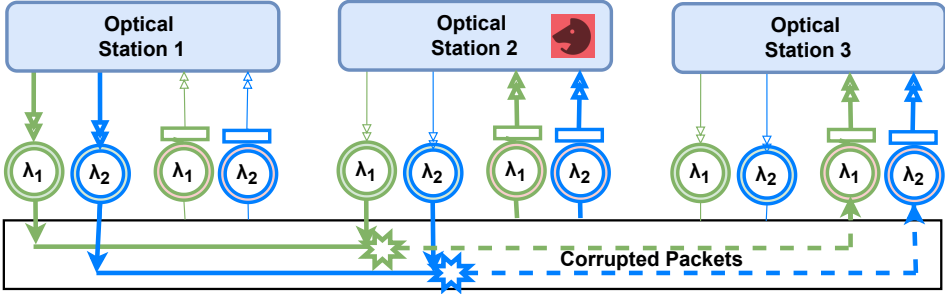 Optical
Station 1
Optical
Station 2
Optical
Station 3
λ1
λ2
λ1
λ2
λ1
λ2
λ1
λ2
λ1
λ2
λ1
λ2
Corrupted Packets